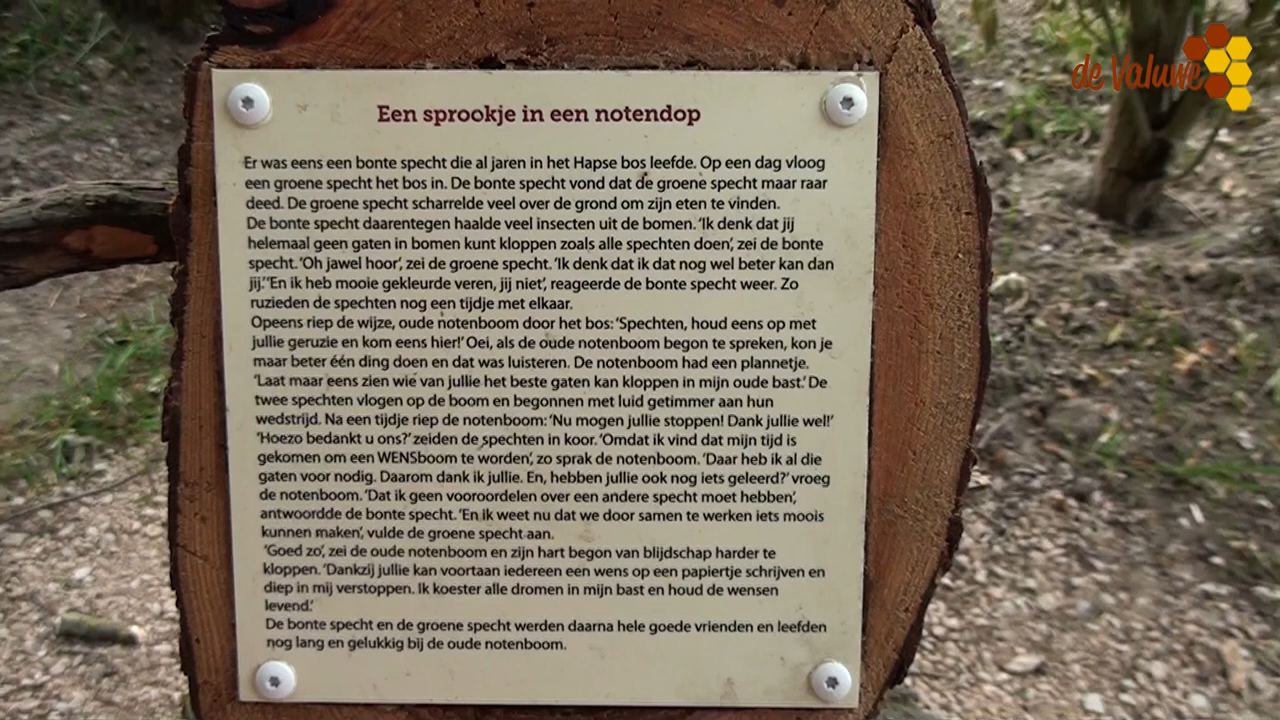 de Valuwe
Een sprookje in een notendop
Er was eens een bonte specht die al jaren in het Hapse bos leefde. Op een dag vloog
een groene specht het bos in. De bonte specht vond dat de groene specht maar raar
deed. De groene specht scharrelde veel over de grond om zijn eten te vinden.
De bonte specht daarentegen haalde veel insecten uit de bomen. ‘Ik denk dat jij
helemaal geen gaten in bomen kunt kloppen zoals alle spechten doen’, zei de bonte
specht. ‘Oh jawel hoor’, zei de groene specht. ‘Ik denk dat ik dat nog wel beter kan dan
jij.’ ‘En ik heb mooie gekleurde veren, jij niet’, reageerde de bonte specht weer. Zo
ruzieden de spechten nog een tijdje met elkaar.
Opeens riep de wijze, oude notenboom door het bos: ‘Spechten, houd eens op met
jullie geruzie en kom eens hier!’ Oei, als de oude notenboom begon te spreken, kon je
maar beter één ding doen en dat was luisteren. De notenboom had een plannetje.
‘Laat maar eens zien wie van jullie het beste gaten kan kloppen in mijn oude bast.’ De
twee spechten vlogen op de boom en begonnen met luid getimmer aan hun
wedstrijd. Na een tijdje riep de notenboom: ‘Nu mogen jullie stoppen! Dank jullie wel!’
‘Hoezo bedankt u ons?’ zeiden de spechten in koor. ‘Omdat ik vind dat mijn tijd is
gekomen om een WENSboom te worden’, zo sprak de notenboom. ‘Daar heb ik al die
gaten voor nodig. Daarom dank ik jullie. En, hebben jullie ook nog iets geleerd?’ vroeg
de notenboom. ‘Dat ik geen vooroordelen over een andere specht moet hebben’,
antwoordde de bonte specht. ‘En ik weet nu dat we door samen te werken iets moois
kunnen maken’, vulde de groene specht aan.
‘Goed zo’, zei de oude notenboom en zijn hart begon van blijdschap harder te
kloppen. ‘Dankzij jullie kan voortaan iedereen een wens op een papiertje schrijven en
diep in mij verstoppen. Ik koester alle dromen in mijn bast en houd de wensen
levend.’
De bonte specht en de groene specht werden daarna hele goede vrienden en leefden
nog lang en gelukkig bij de oude notenboom.